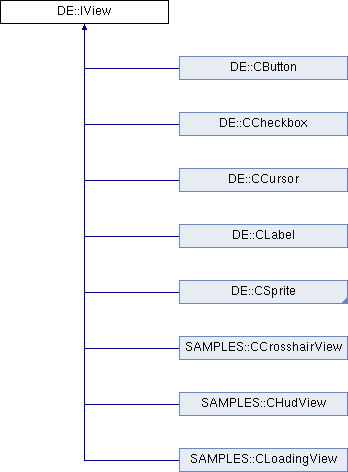 DE::IView
DE::CButton
DE::CCheckbox
DE::CCursor
DE::CLabel
DE::CSprite
SAMPLES::CCrosshairView
SAMPLES::CHudView
SAMPLES::CLoadingView